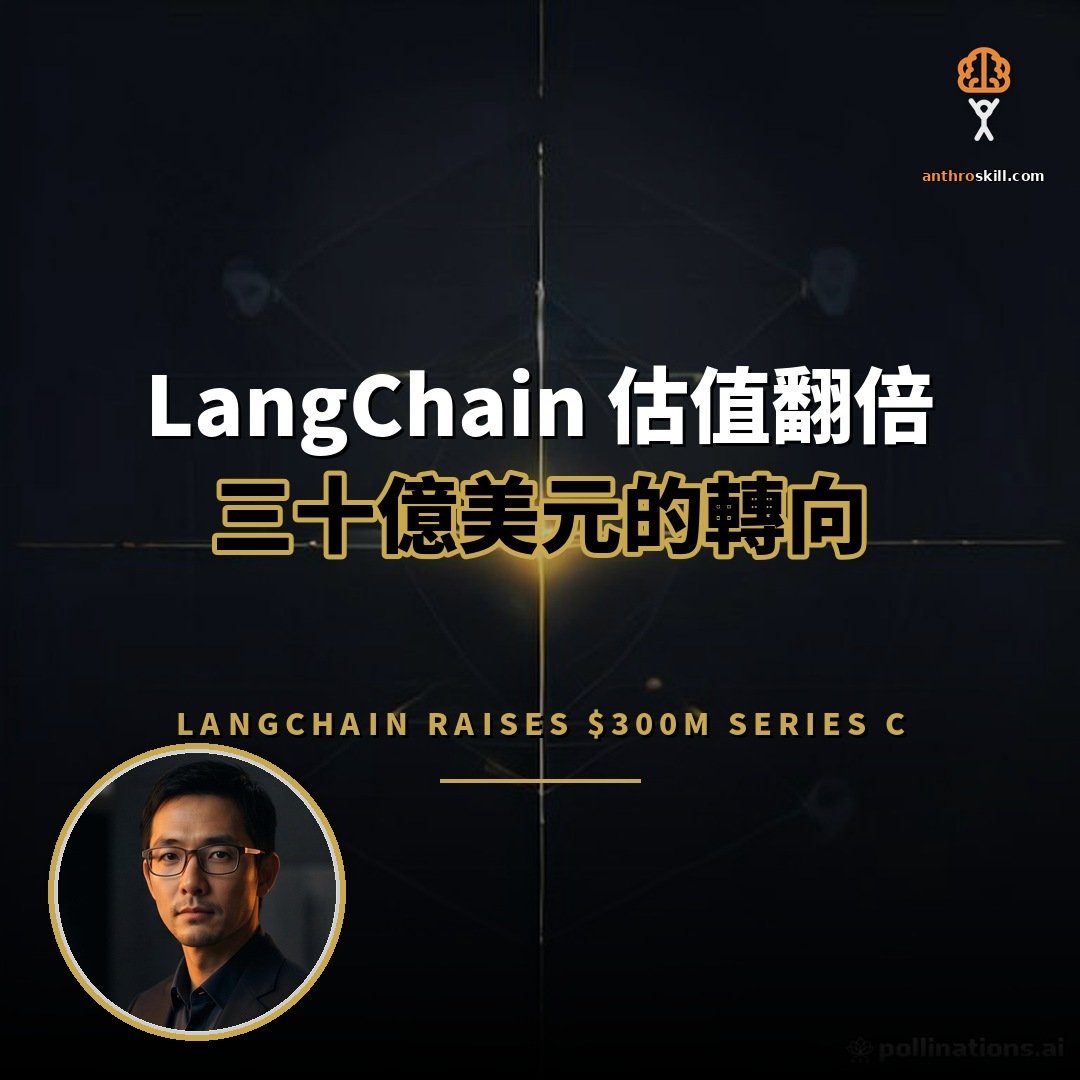 anthroskill.com
LangChain 估值翻倍
三十億美元的轉向
LANGCHAIN RAISES $300M SERIES C
pollinations.ai